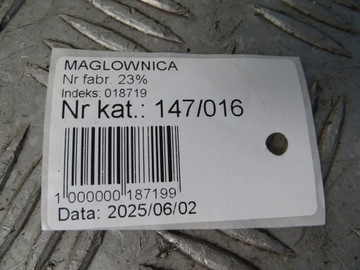 MAGLOWNICA
Nr fabr. 23%
Indeks: 018719
Nr kat.: 147/016
1 000000 187199
Data: 2025/06/02